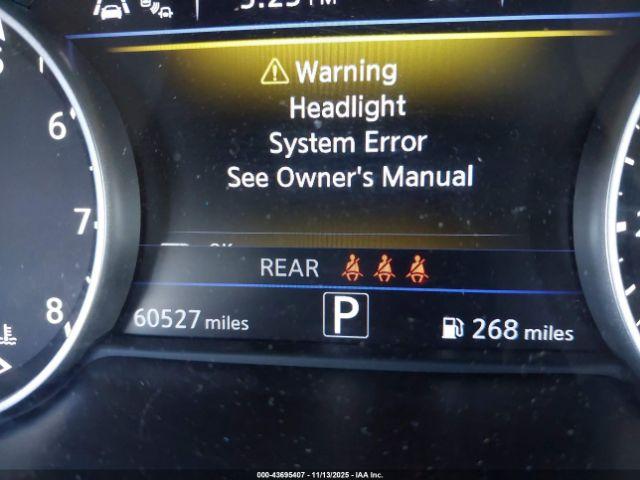 Warning
Headlight
System Error
See Owner's Manual
6
7
8
REAR
60527 miles
P
268 miles
000-43695407 - 11/13/2025 - IAA Inc.